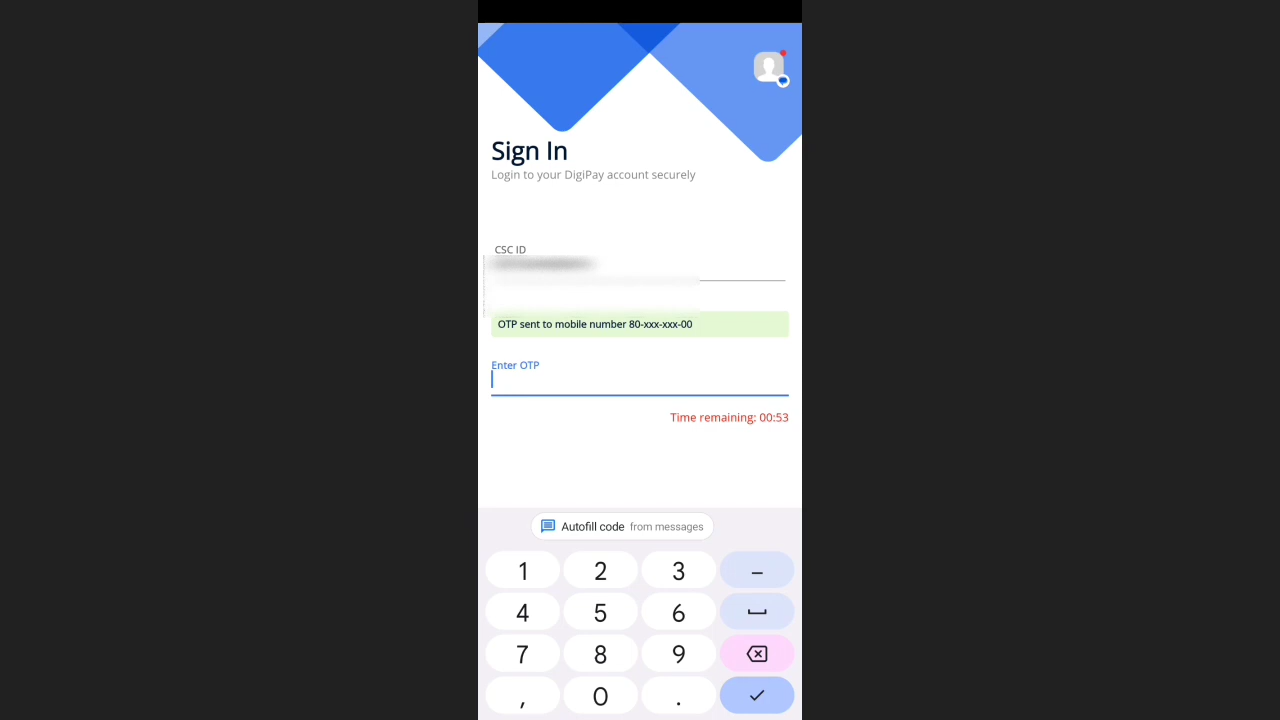 Sign In
Login to your DigiPay account securely
CSC ID
OTP sent to mobile number 80-xxx-xxx-00
Enter OTP
Time remaining: 00:53
Autofill code from messages
1 2 3 –
4 5 6
7 8 9
, 0 .